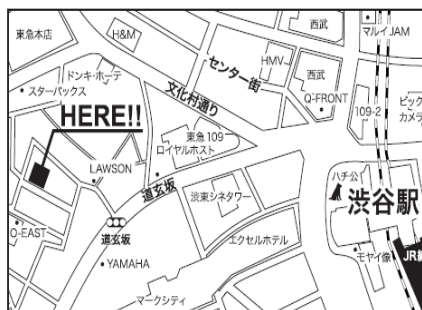 東急本店
H&M
西武
マルイJAM
センター街
HMV
西武
ドンキ・ホーテ
スターバックス
文化村通り
Q-FRONT
109-2
ビック
カメラ
HERE!!
東急109
ロイヤルホスト
LAWSON
道玄坂
渋東シネタワー
ハチ公
渋谷駅
O-EAST
道玄坂
エクセルホテル
YAMAHA
モヤイ像
マークシティ